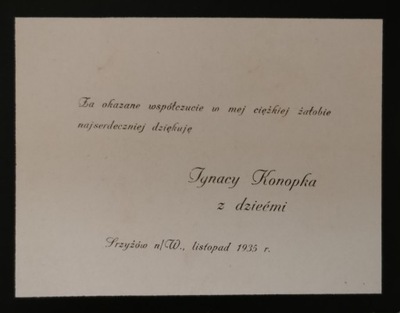 Za okazane współczucie w mej ciężkiej żałobie
najserdeczniej dziękuję
Ignacy Konopka
z dziećmi
Strzyżów n/W., listopad 1935 r.